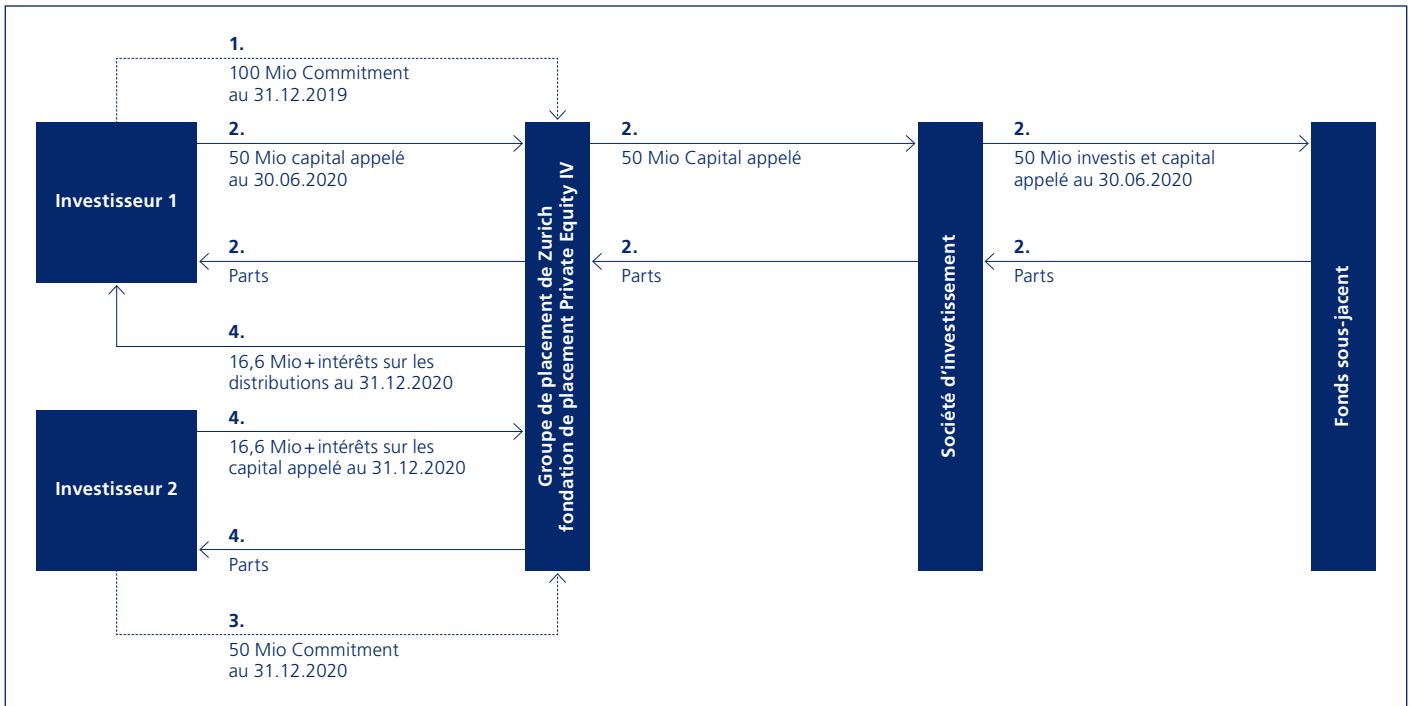 1.
100 Mio Commitment
au 31.12.2019
2.
50 Mio capital appelé
au 30.06.2020
2.
50 Mio Capital appelé
2.
50 Mio investis et capital
appelé au 30.06.2020
Investisseur 1
2.
Parts
2.
Parts
2.
Parts
4.
16,6 Mio+intérêts sur les
distributions au 31.12.2020
4.
16,6 Mio+intérêts sur les
capital appelé au 31.12.2020
Investisseur 2
4.
Parts
3.
50 Mio Commitment
au 31.12.2020
Groupe de placement de Zurich
fondation de placement Private Equity IV
Société d'investissement
Fonds sous-jacent